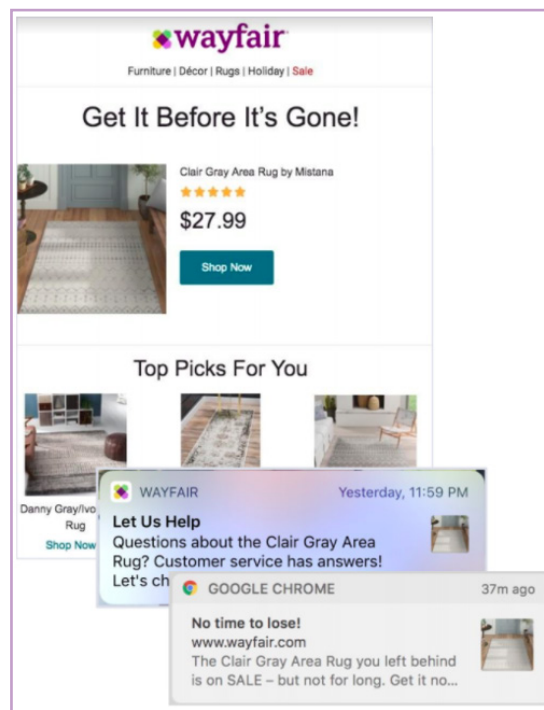 wayfair
Furniture | Décor | Rugs | Holiday | Sale
Get It Before It's Gone!
Clair Gray Area Rug by Mistana
$27.99
Shop Now
Top Picks For You
Danny Gray/Ivo
Rug
Shop Now
WAYFAIR Yesterday, 11:59 PM
Let Us Help
Questions about the Clair Gray Area
Rug? Customer service has answers!
Let's ch
GOOGLE CHROME 37m ago
No time to lose!
www.wayfair.com
The Clair Gray Area Rug you left behind
is on SALE – but not for long. Get it no...